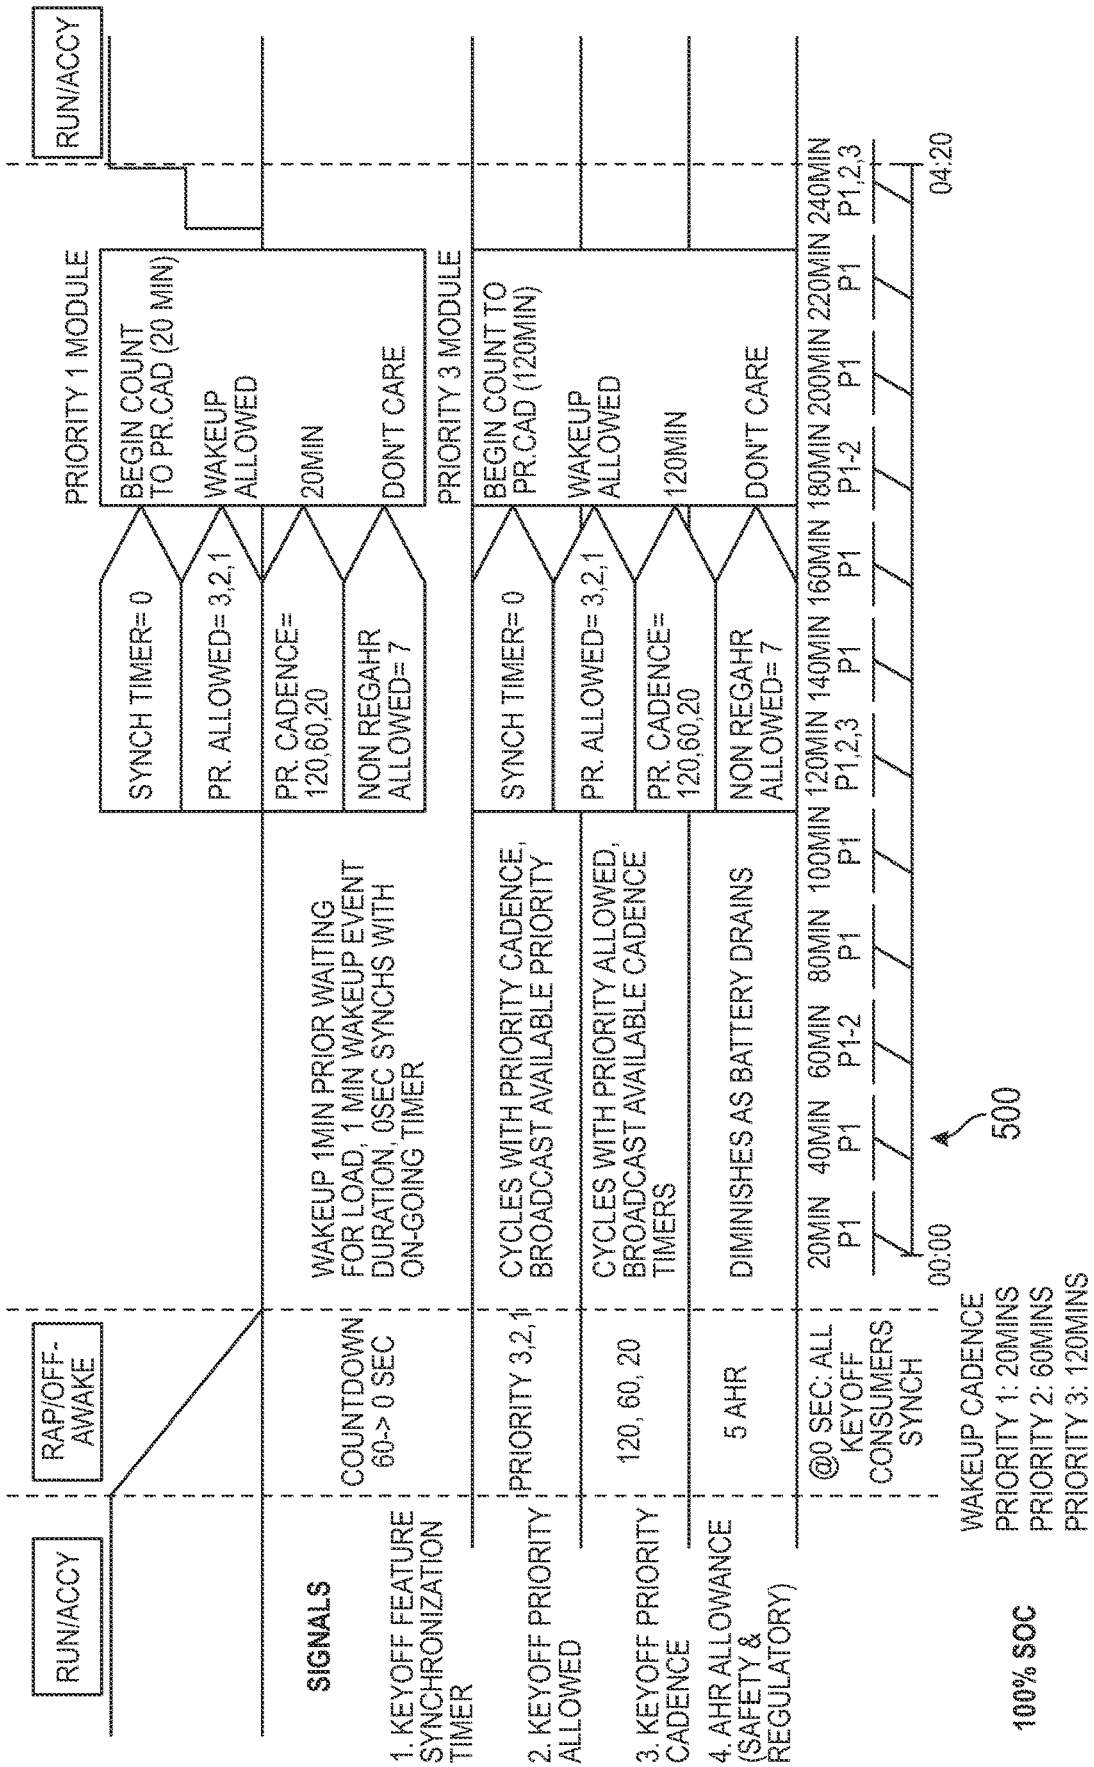 RUN/ACCY
RAP/OFF-
AWAKE
RUN/ACCY
SIGNALS
1. KEYOFF FEATURE
SYNCHRONIZATION
TIMER
COUNTDOWN
60-> 0 SEC
WAKEUP 1MIN PRIOR WAITING
FOR LOAD, 1 MIN WAKEUP EVENT
DURATION, 0SEC SYNCHS WITH
ON-GOING TIMER
2. KEYOFF PRIORITY
ALLOWED
PRIORITY 3,2,1
CYCLES WITH PRIORITY CADENCE,
BROADCAST AVAILABLE PRIORITY
3. KEYOFF PRIORITY
CADENCE
120, 60, 20
CYCLES WITH PRIORITY ALLOWED,
BROADCAST AVAILABLE CADENCE
TIMERS
4. AHR ALLOWANCE
(SAFETY &
REGULATORY)
5 AHR
DIMINISHES AS BATTERY DRAINS
PRIORITY 1 MODULE
SYNCH TIMER= 0
BEGIN COUNT
TO PR.CAD (20 MIN)
PR. ALLOWED= 3,2,1
WAKEUP
ALLOWED
PR. CADENCE=
120,60,20
20MIN
NON REGAHR
ALLOWED= 7
DON'T CARE
PRIORITY 3 MODULE
SYNCH TIMER= 0
BEGIN COUNT TO
PR.CAD (120MIN)
PR. ALLOWED= 3,2,1
WAKEUP
ALLOWED
PR. CADENCE=
120,60,20
120MIN
NON REGAHR
ALLOWED= 7
DON'T CARE
@0 SEC: ALL
KEYOFF
CONSUMERS
SYNCH
20MIN 40MIN 60MIN 80MIN 100MIN 120MIN 140MIN 160MIN 180MIN 200MIN 220MIN 240MIN
P1 P1 P1-2 P1 P1 P1,2,3 P1 P1 P1-2 P1 P1 P1,2,3
00:00
04:20
500
WAKEUP CADENCE
PRIORITY 1: 20MINS
PRIORITY 2: 60MINS
PRIORITY 3: 120MINS
100% SOC